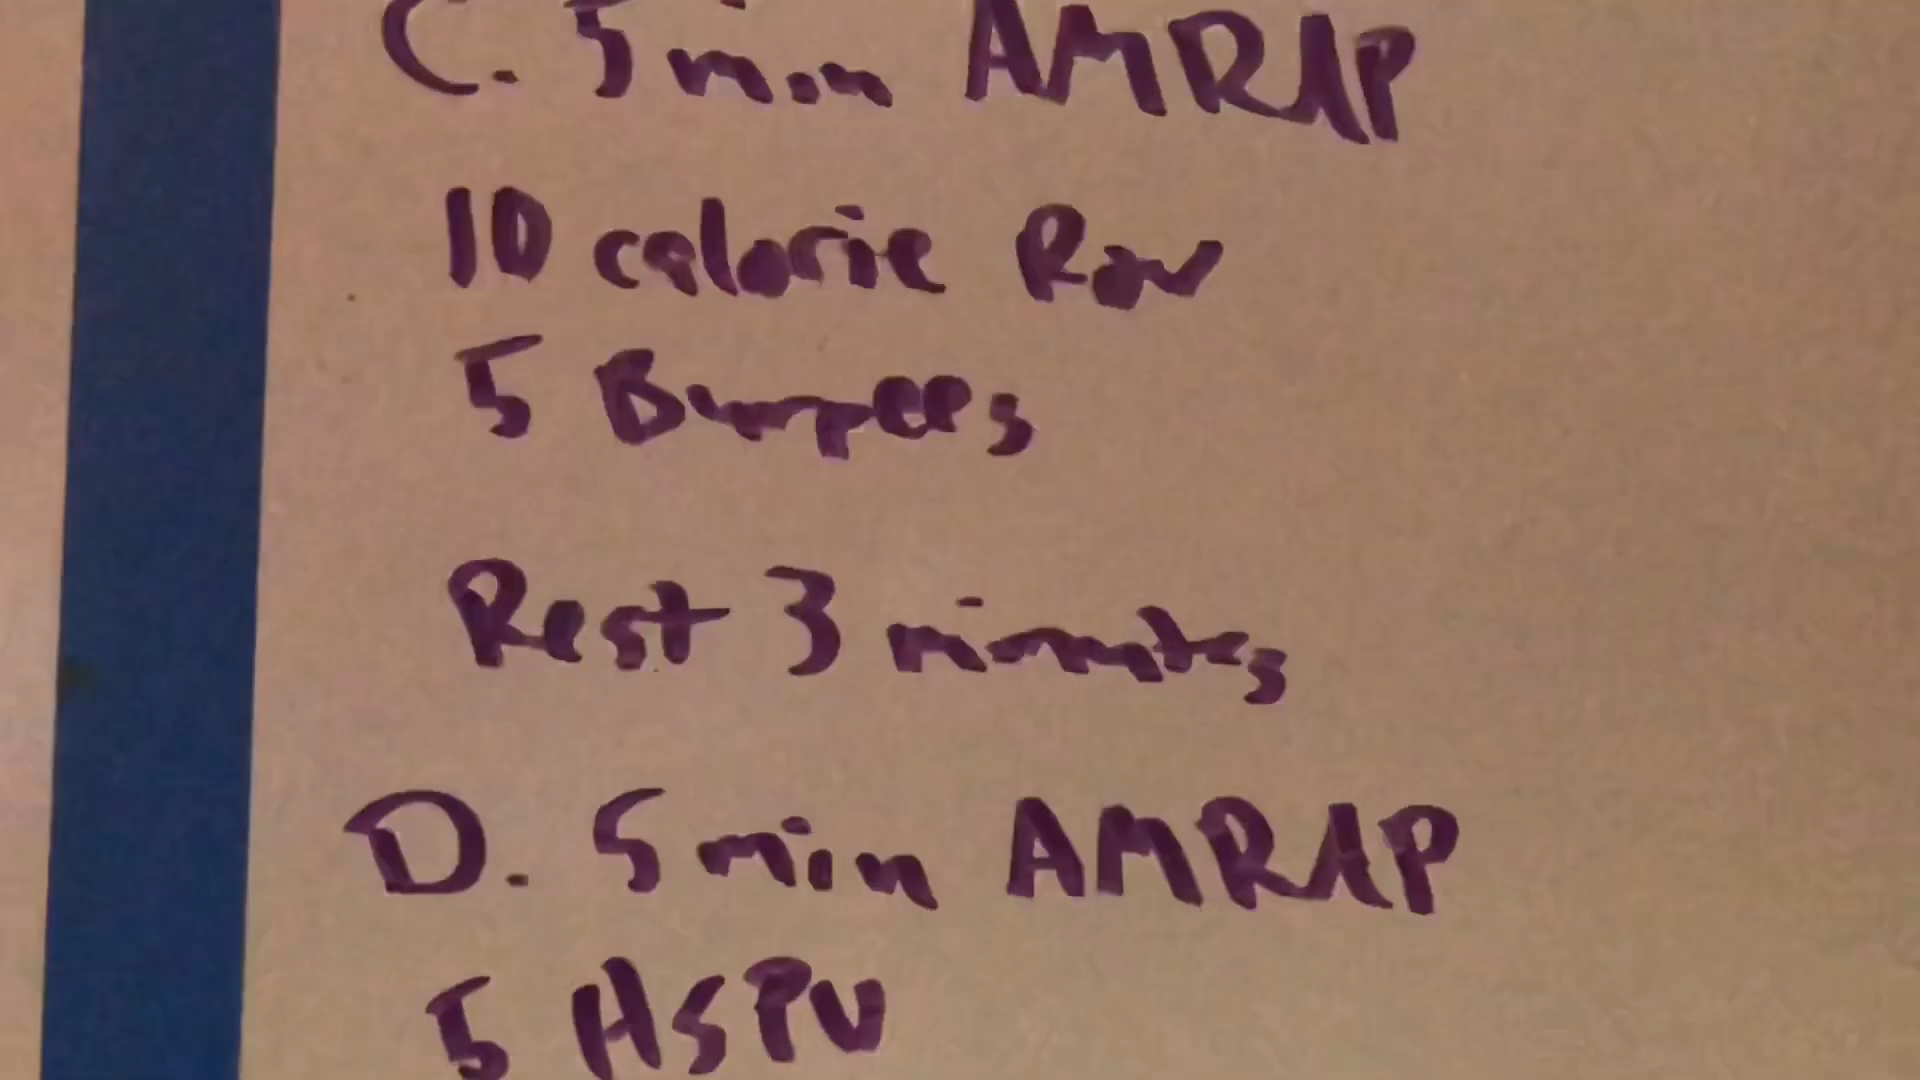 C. 5 min AMRAP
10 calorie Row
5 Burpees
Rest 3 minutes
D. 5 min AMRAP
5 HSPU